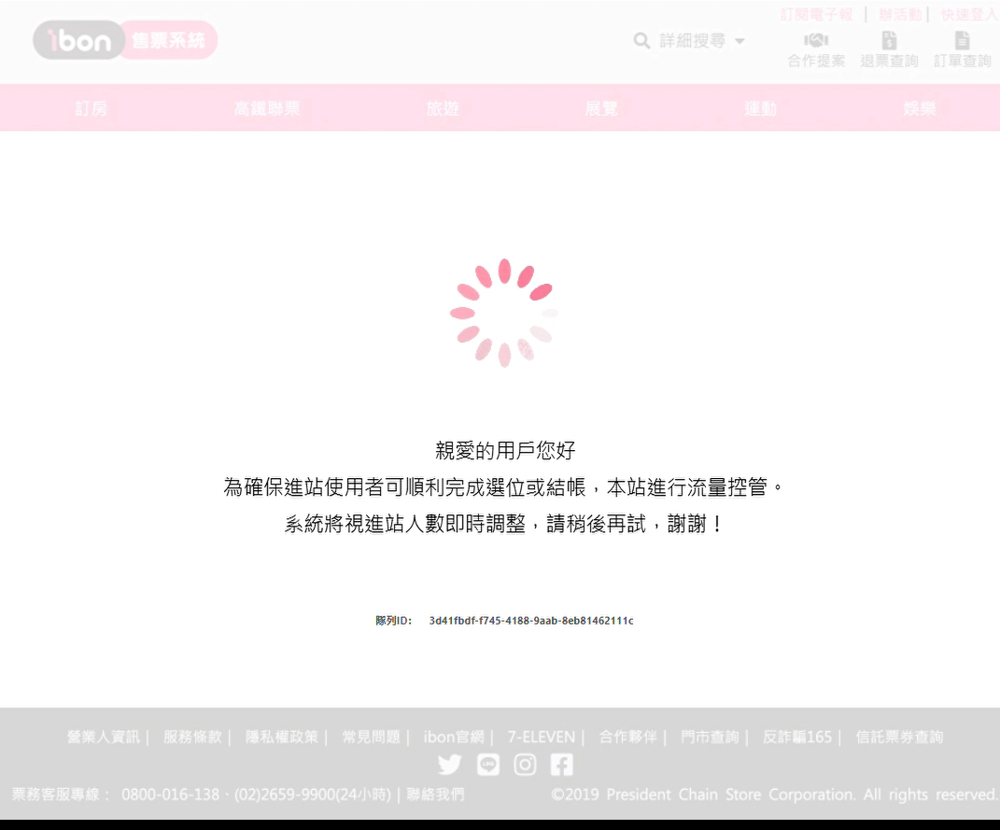 訂閱電子報 | 辦活動 | 快速登入
ibon 售票系統
詳細搜尋
合作提案 退票查詢 訂單查詢
訂房 高鐵聯票 旅遊 展覽 運動 娛樂
親愛的用戶您好
為確保進站使用者可順利完成選位或結帳，本站進行流量控管。
系統將視進站人數即時調整，請稍後再試，謝謝！
隊列ID： 3d41fbdf-f745-4188-9aab-8eb81462111c
營業人資訊 | 服務條款 | 隱私權政策 | 常見問題 | ibon官網 | 7-ELEVEN | 合作夥伴 | 門市查詢 | 反詐騙165 | 信託票券查詢
LINE
票務客服專線： 0800-016-138、(02)2659-9900(24小時) | 聯絡我們 ©2019 President Chain Store Corporation. All rights reserved.